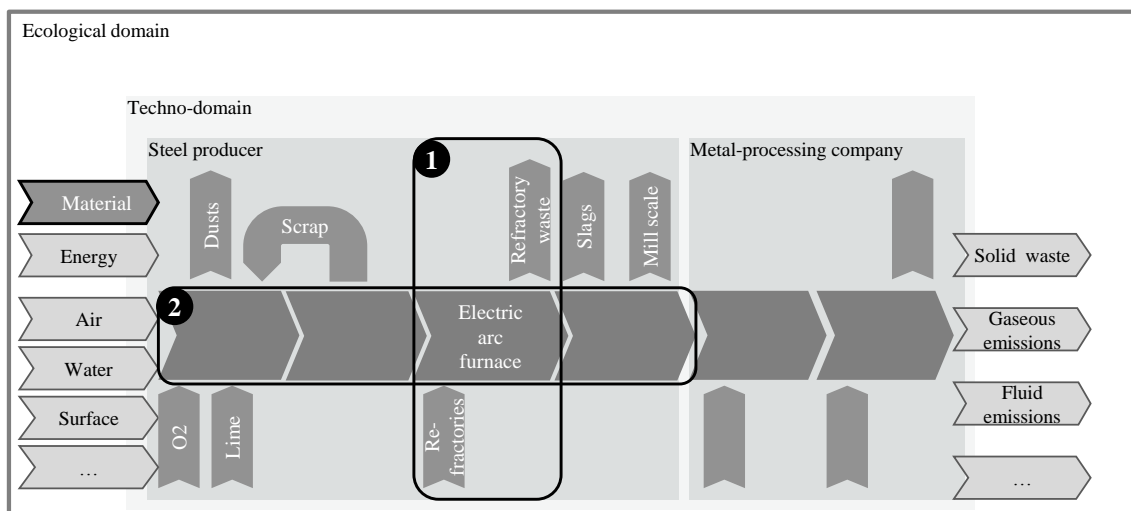 Ecological domain
Techno-domain
Steel producer
Metal-processing company
1
Material
Energy
Air
Water
Surface
…
Dusts
Scrap
Refractory
waste
Slags
Mill scale
2
Electric
arc
furnace
O2
Lime
Re-
fractories
Solid waste
Gaseous
emissions
Fluid
emissions
…